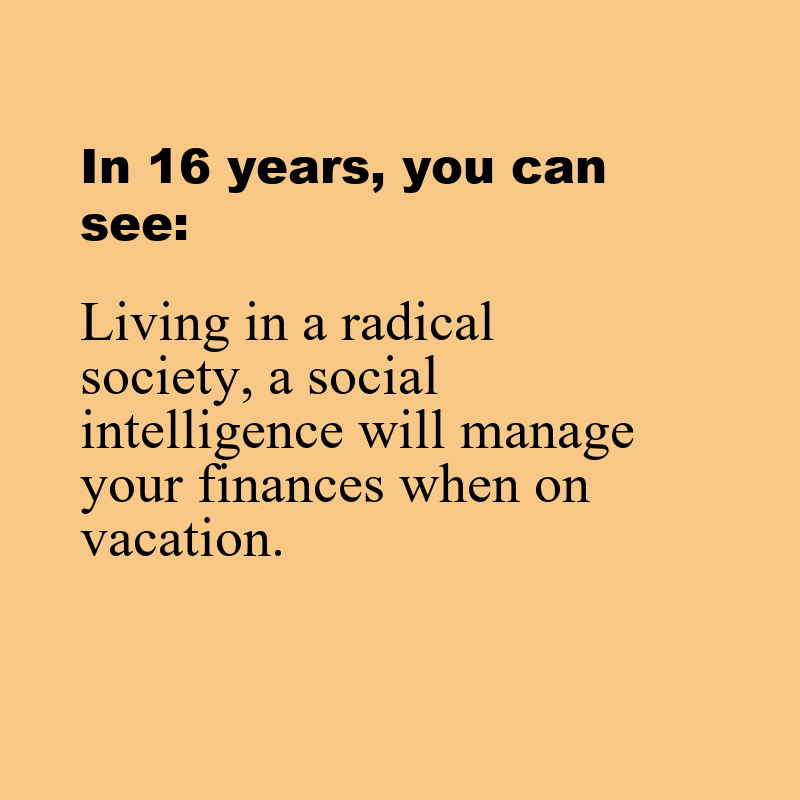 In 16 years, you can
see:
Living in a radical
society, a social
intelligence will manage
your finances when on
vacation.